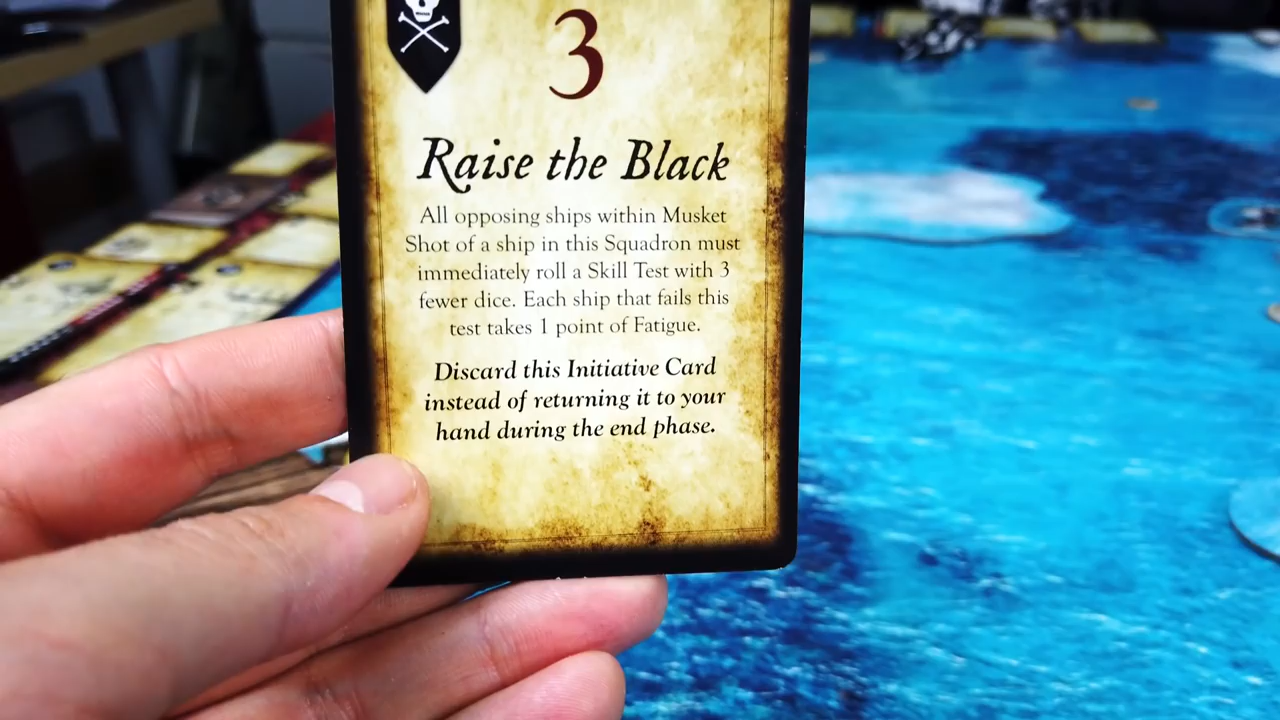 3
Raise the Black
All opposing ships within Musket
Shot of a ship in this Squadron must
immediately roll a Skill Test with 3
fewer dice. Each ship that fails this
test takes 1 point of Fatigue.
Discard this Initiative Card
instead of returning it to your
hand during the end phase.